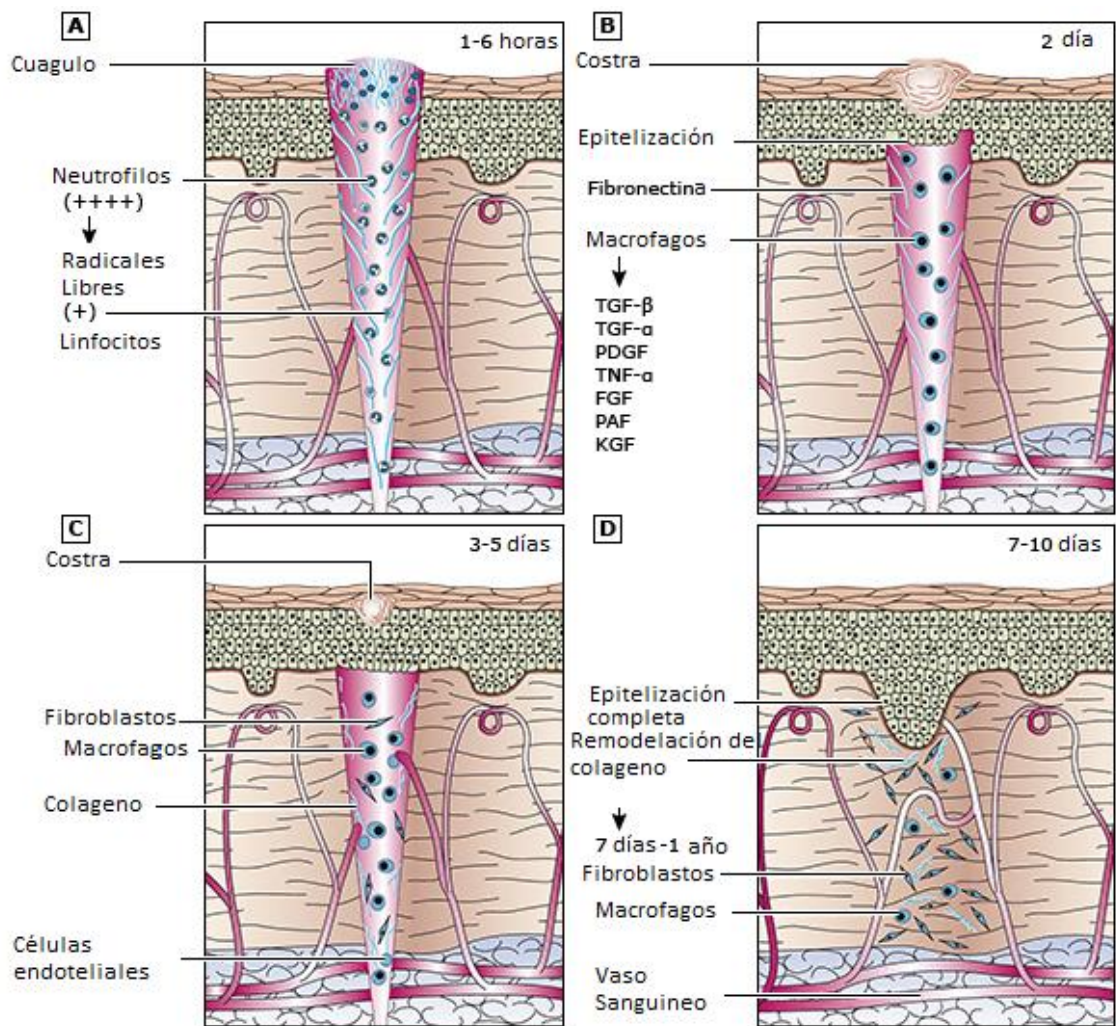 A
1-6 horas
Cuagulo
Neutrofilos
(++++)
Radicales
Libres
(+)
Linfocitos
B
2 día
Costra
Epitelización
Fibronectina
Macrofagos
TGF-β
TGF-α
PDGF
TNF-α
FGF
PAF
KGF
C
3-5 días
Costra
Fibroblastos
Macrofagos
Colageno
Células
endoteliales
D
7-10 días
Epitelización
completa
Remodelación del
colageno
7 días-1 año
Fibroblastos
Macrofagos
Vaso
Sanguineo